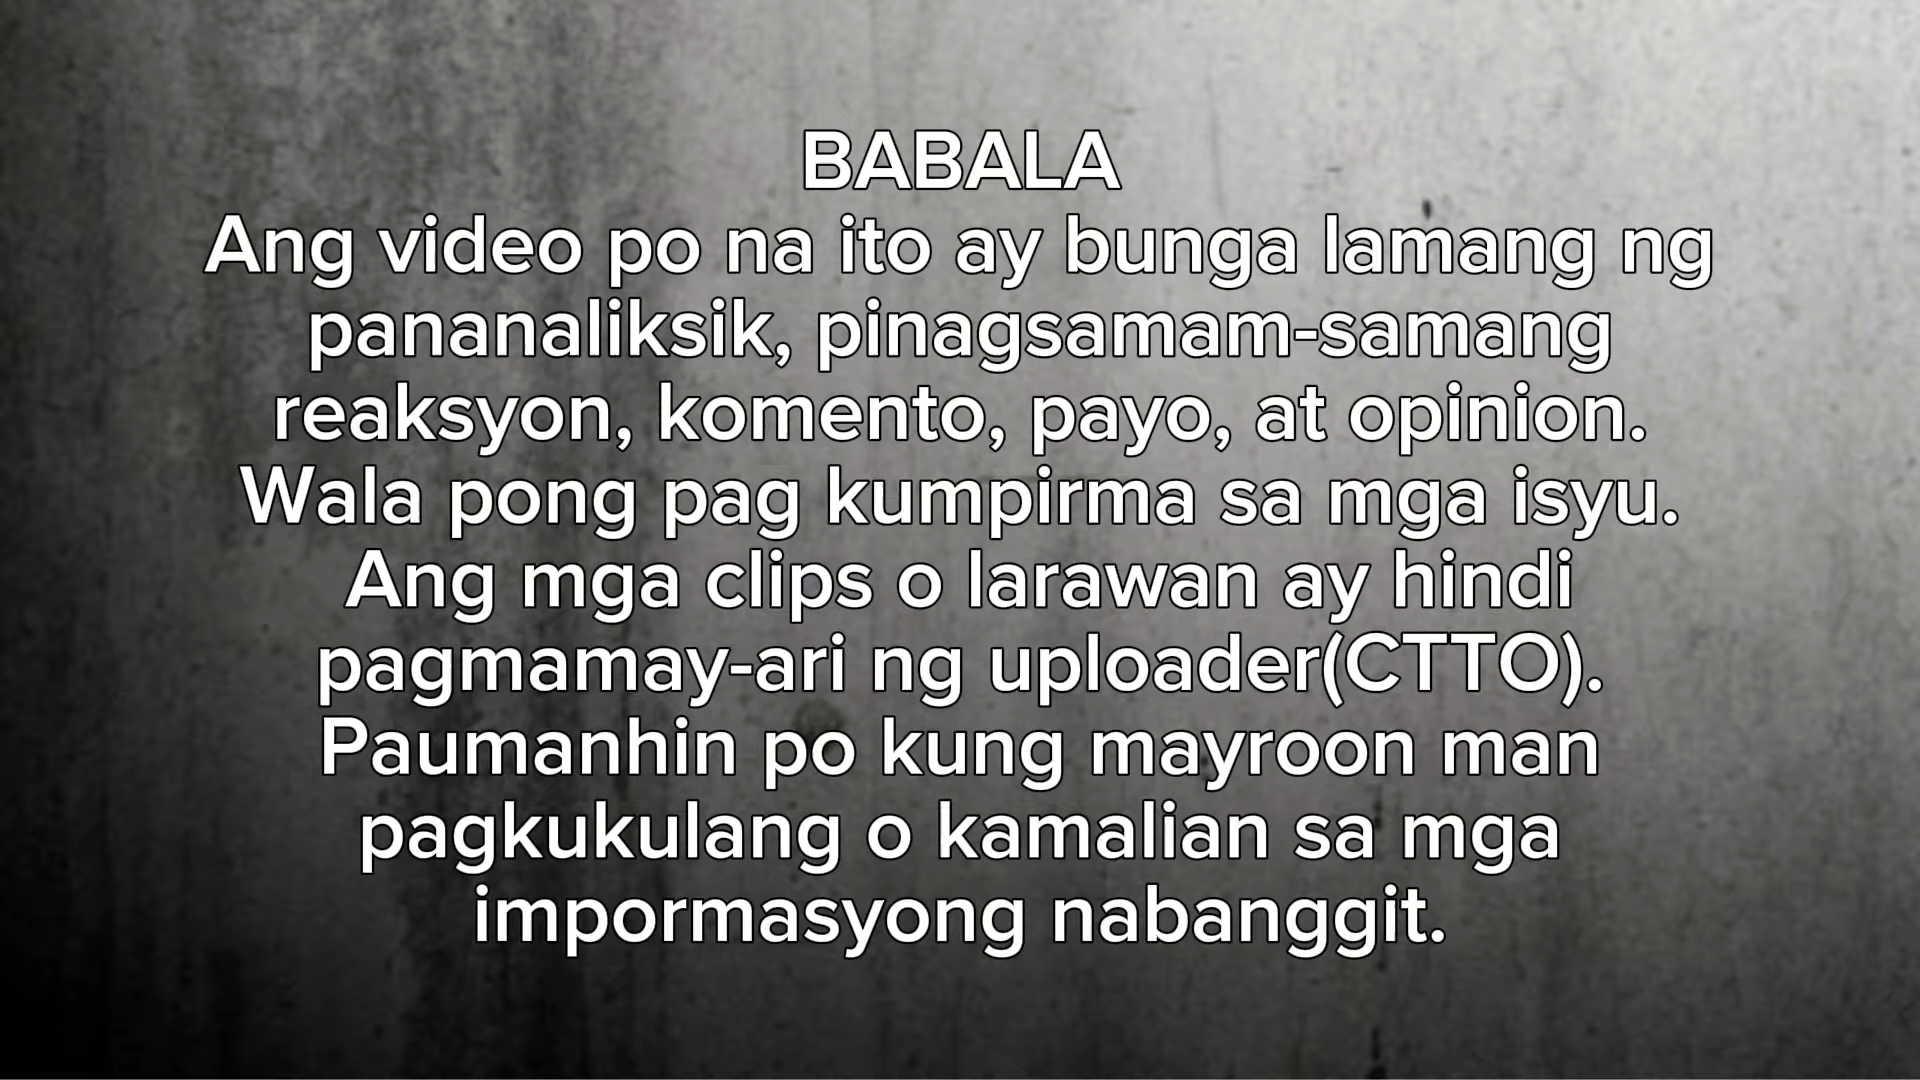 BABALA
Ang video po na ito ay bunga lamang ng
pananaliksik, pinagsamam-samang
reaksyon, komento, payo, at opinion.
Wala pong pag kumpirma sa mga isyu.
Ang mga clips o larawan ay hindi
pagmamay-ari ng uploader(CTTO).
Paumanhin po kung mayroon man
pagkukulang o kamalian sa mga
impormasyong nabanggit.